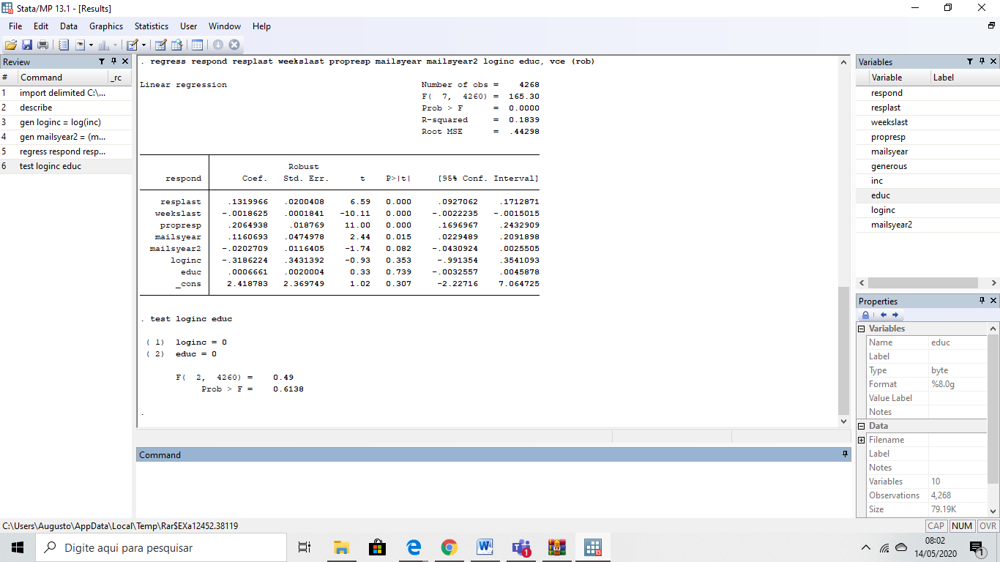 Stata/MP 13.1 - [Results]
File Edit Data Graphics Statistics User Window Help
Review
# Command _rc
1 import delimited C:\...
2 describe
3 gen loginc = log(inc)
4 gen mailsyear2 = (m...
5 regress respond resp...
6 test loginc educ
. regress respond resplast weekslast propresp mailsyear mailsyear2 loginc educ, vce (rob)
Linear regression Number of obs = 4268
F( 7, 4260) = 165.30
Prob > F = 0.0000
R-squared = 0.1839
Root MSE = .44298
Robust
respond Coef. Std. Err. t P>|t| [95% Conf. Interval]
resplast .1319966 .0200408 6.59 0.000 .0927062 .1712871
weekslast -.0018625 .0001841 -10.11 0.000 -.0022235 -.0015015
propresp .2064938 .018769 11.00 0.000 .1696967 .2432909
mailsyear .1160693 .0474978 2.44 0.015 .0229489 .2091898
mailsyear2 -.0202709 .0116405 -1.74 0.082 -.0430924 .0025505
loginc -.3186224 .3431392 -0.93 0.353 -.991354 .3541093
educ .0006661 .0020004 0.33 0.739 -.0032557 .0045878
_cons 2.418783 2.369749 1.02 0.307 -2.22716 7.064725
. test loginc educ
( 1) loginc = 0
( 2) educ = 0
F( 2, 4260) = 0.49
Prob > F = 0.6138
.
Command
Variables
Variable Label
respond
resplast
weekslast
propresp
mailsyear
generous
inc
educ
loginc
mailsyear2
Properties
Variables
Name educ
Label
Type byte
Format %8.0g
Value Label
Notes
Data
Filename
Label
Notes
Variables 10
Observations 4,268
Size 79.19K
C:\Users\Augusto\AppData\Local\Temp\Rar$EXa12452.38119
CAP NUM OVR
Digite aqui para pesquisar
08:02
14/05/2020